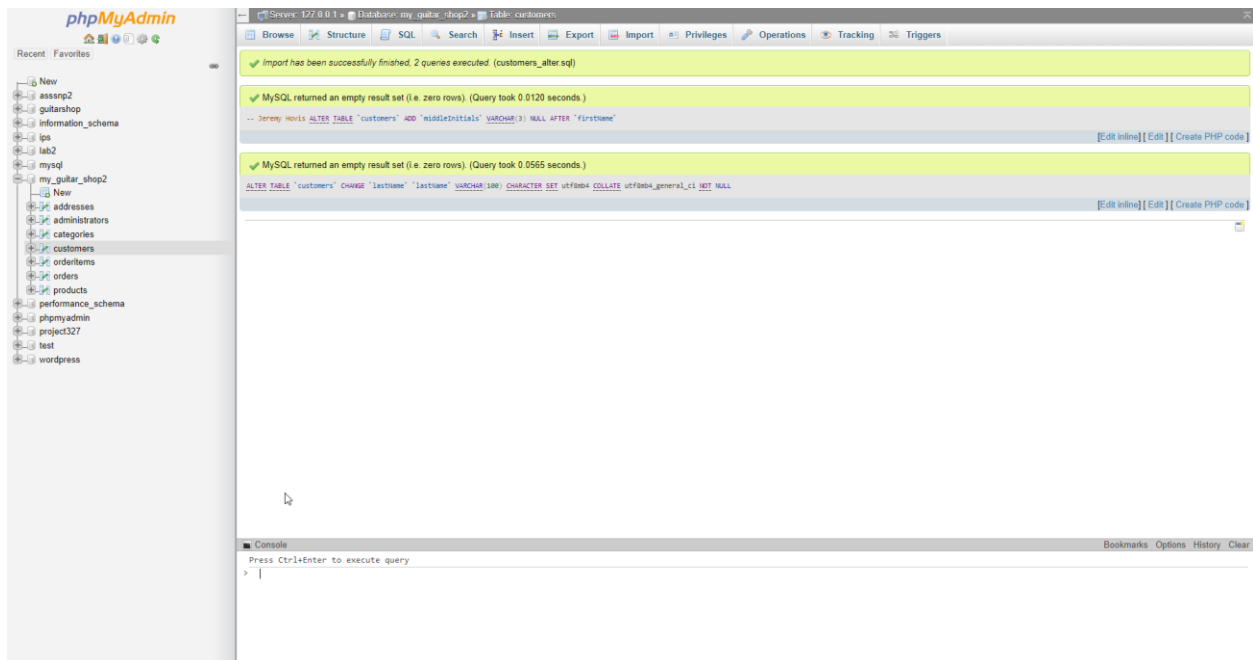 phpMyAdmin
Recent Favorites
New
asssnp2
guitarshop
information_schema
ips
lab2
mysql
my_guitar_shop2
New
addresses
administrators
categories
customers
orderitems
orders
products
performance_schema
phpmyadmin
project327
test
wordpress
Server: 127.0.0.1 » Database: my_guitar_shop2 » Table: customers
Browse Structure SQL Search Insert Export Import Privileges Operations Tracking Triggers
Import has been successfully finished, 2 queries executed. (customers_alter.sql)
MySQL returned an empty result set (i.e. zero rows). (Query took 0.0120 seconds.)
-- Jeremy Hovis ALTER TABLE `customers` ADD `middleInitials` VARCHAR(3) NULL AFTER `firstName`
[Edit inline] [ Edit ] [ Create PHP code ]
MySQL returned an empty result set (i.e. zero rows). (Query took 0.0565 seconds.)
ALTER TABLE `customers` CHANGE `lastName` `lastName` VARCHAR(100) CHARACTER SET utf8mb4 COLLATE utf8mb4_general_ci NOT NULL
[Edit inline] [ Edit ] [ Create PHP code ]
Console Bookmarks Options History Clear
Press Ctrl+Enter to execute query
>